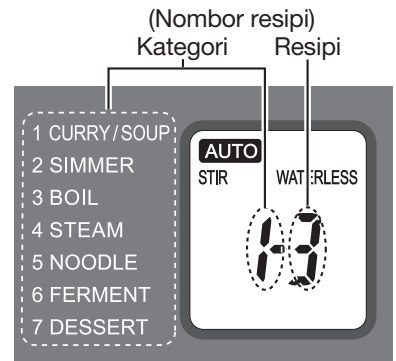 (Nombor resipi)
Kategori Resipi
1 CURRY/SOUP
2 SIMMER
3 BOIL
4 STEAM
5 NOODLE
6 FERMENT
7 DESSERT
AUTO
STIR WATERLESS
1-3